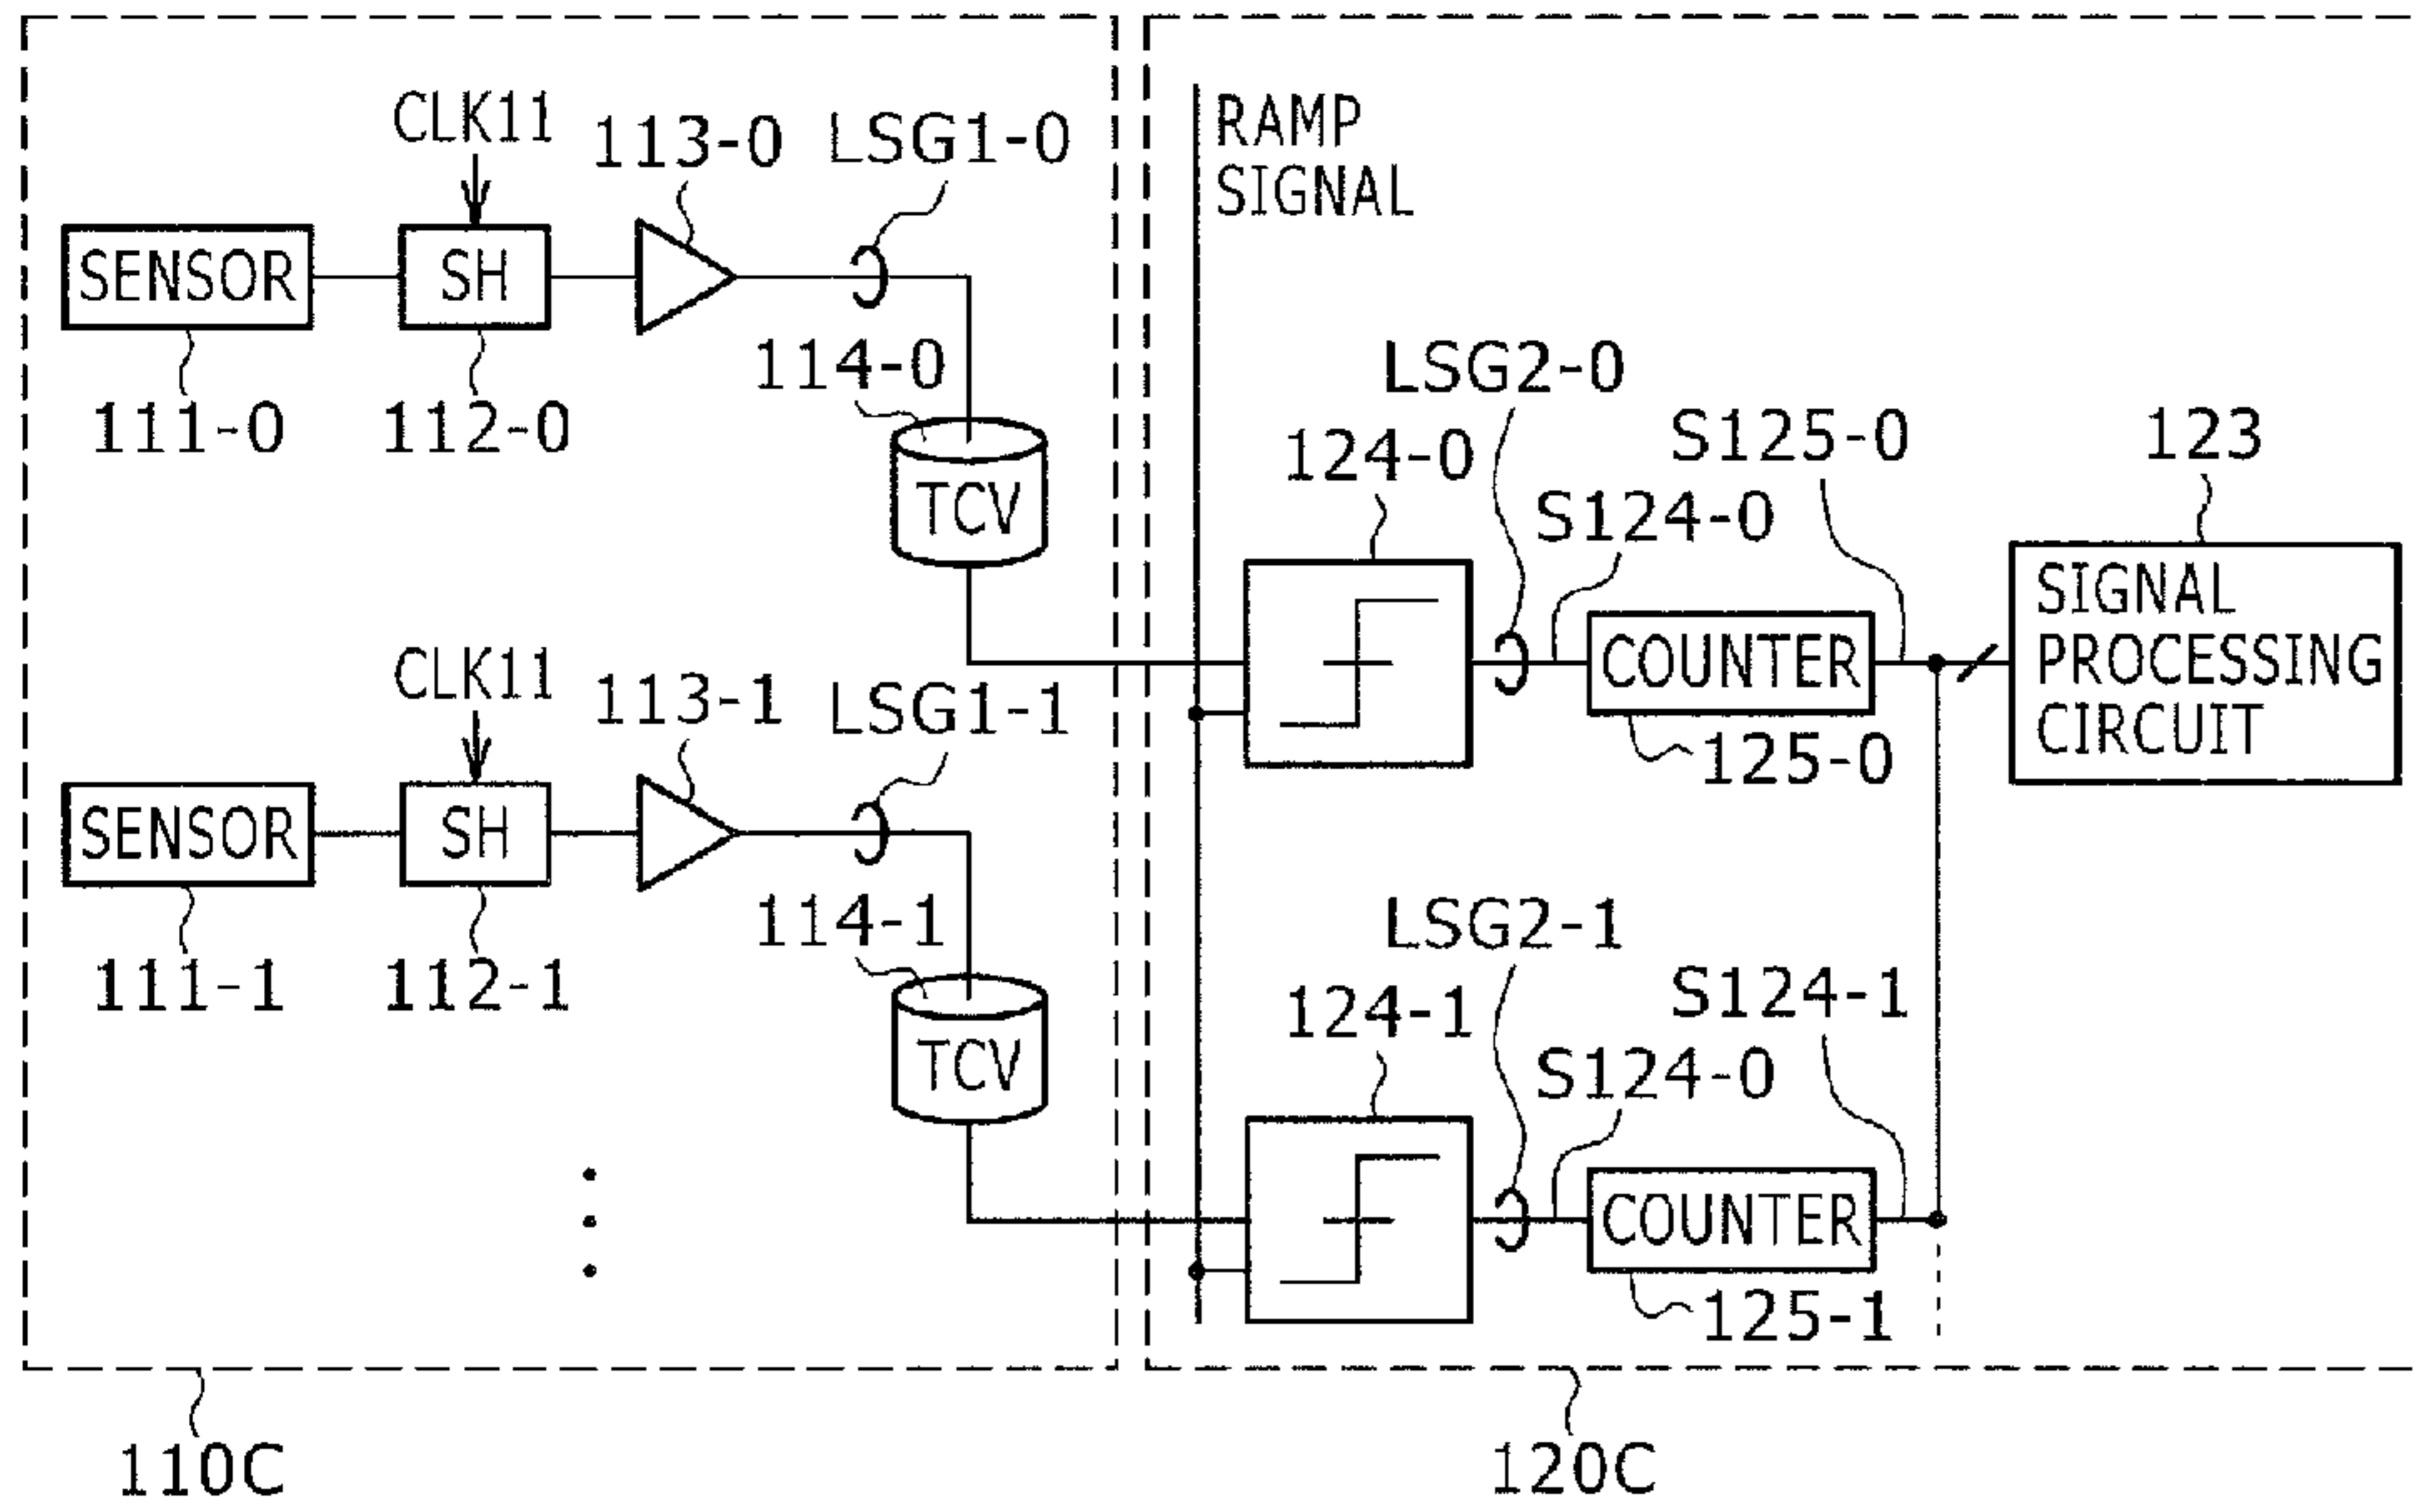 CLK11
113-0
LSG1-0
RAMP
SIGNAL
SENSOR
SH
114-0
111-0
112-0
TCV
LSG2-0
124-0
S125-0
S124-0
123
COUNTER
125-0
SIGNAL
PROCESSING
CIRCUIT
CLK11
113-1
LSG1-1
SENSOR
SH
114-1
111-1
112-1
TCV
LSG2-1
124-1
S124-1
S124-0
COUNTER
125-1
110C
120C